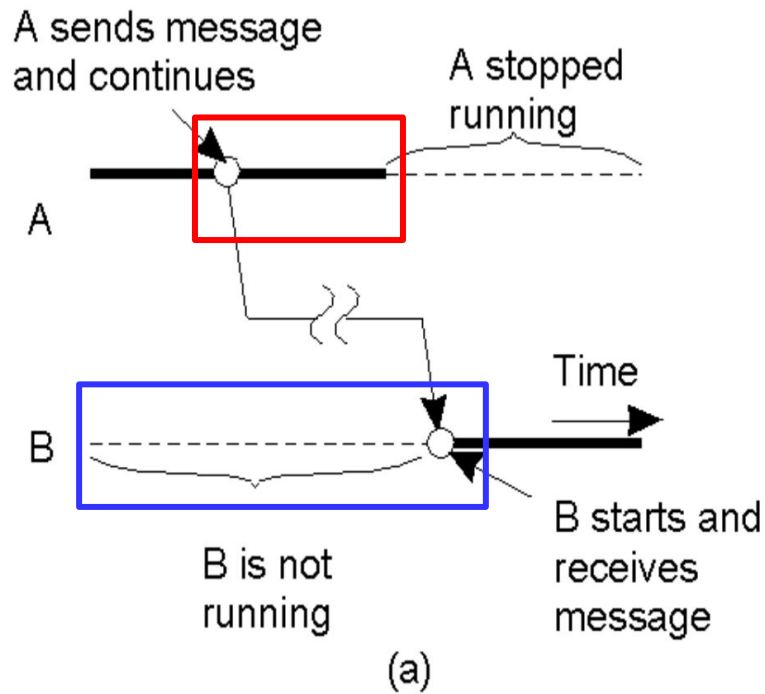 A sends message
and continues
A stopped
running
A
Time
B
B is not
running
B starts and
receives
message
(a)